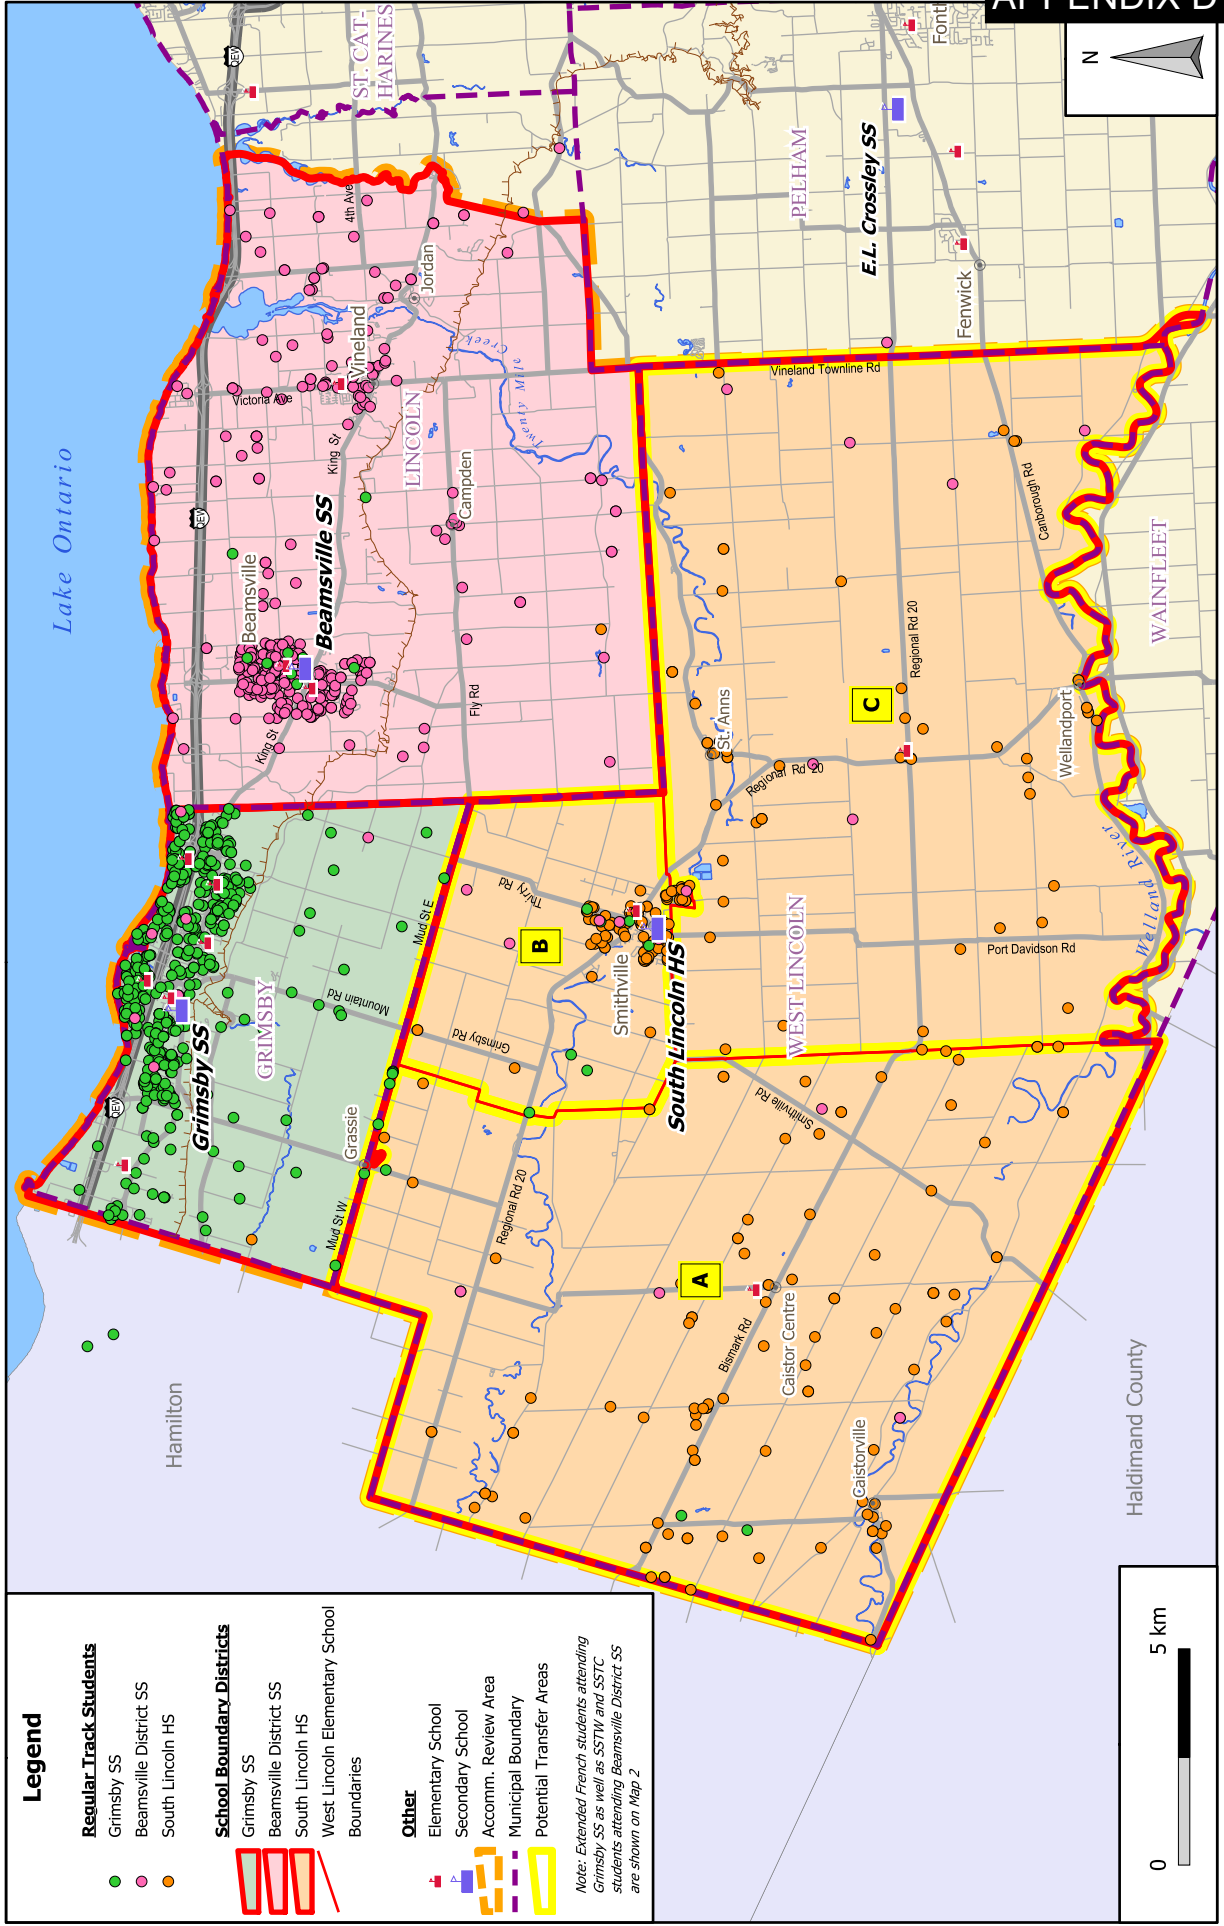 APPENDIX D
N
Lake Ontario
ST. CAT-
HARINES
PELHAM
LINCOLN
GRIMSBY
WEST LINCOLN
WAINFLEET
Hamilton
Haldimand County
Grimsby SS
Beamsville SS
South Lincoln HS
E.L. Crossley SS
QEW
QEW
QEW
4th Ave
Jordan
Vineland
Victoria Ave
King St
Twenty Mile Creek
Campden
Beamsville
King St
Fly Rd
Fenwick
Vineland Townline Rd
Canborough Rd
Regional Rd 20
C
St. Anns
Regional Rd 20
Wellandport
Welland River
Port Davidson Rd
Thirty Rd
B
Smithville
Mud St E
Mountain Rd
Grimsby Rd
Grassie
Mud St W
Regional Rd 20
Smithville Rd
A
Bismark Rd
Caistor Centre
Caistorville
Legend
Regular Track Students
Grimsby SS
Beamsville District SS
South Lincoln HS
School Boundary Districts
Grimsby SS
Beamsville District SS
South Lincoln HS
West Lincoln Elementary School
Boundaries
Other
Elementary School
Secondary School
Accomm. Review Area
Municipal Boundary
Potential Transfer Areas
Note: Extended French students attending
Grimsby SS as well as SSTW and SSTC
students attending Beamsville District SS
are shown on Map 2
0 5 km